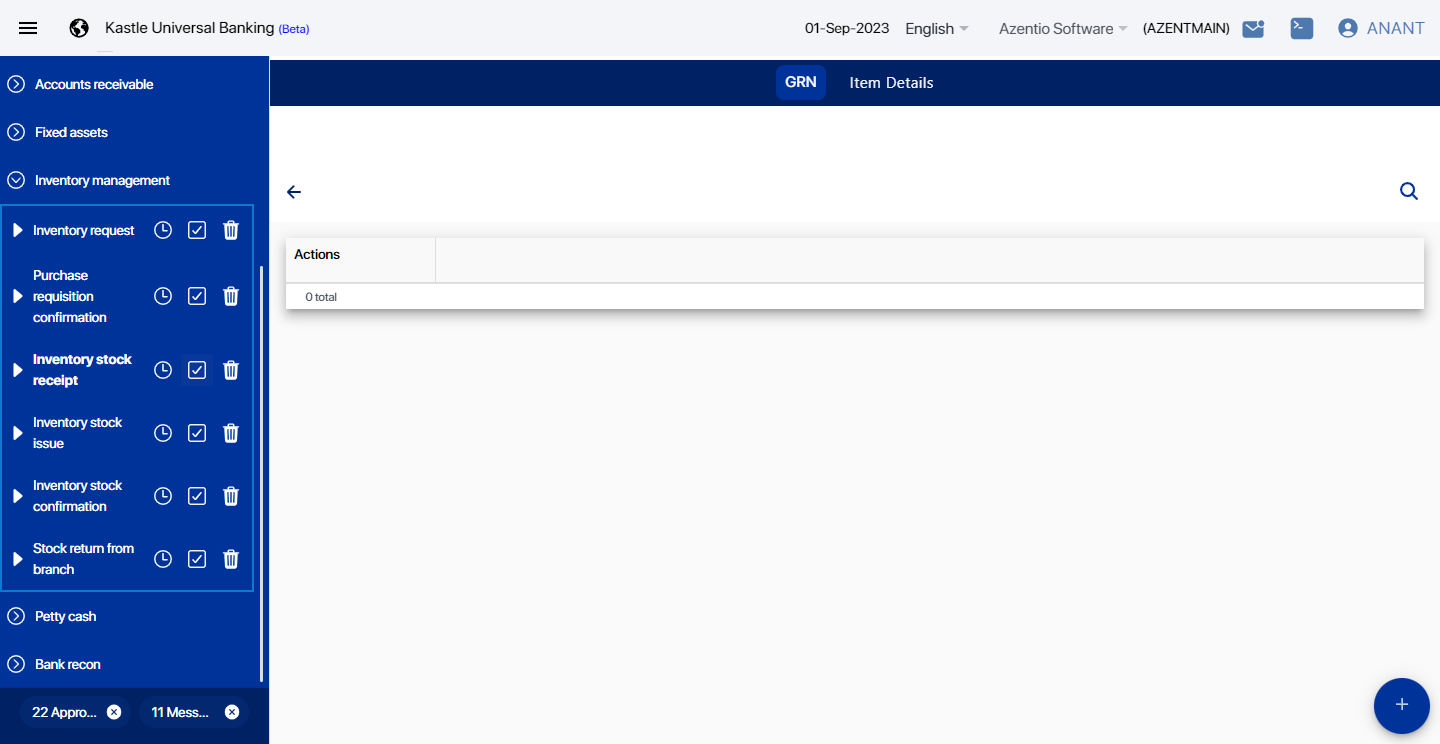 Kastle Universal Banking (Beta)
01-Sep-2023 English Azentio Software (AZENTMAIN) ANANT
Accounts receivable
Fixed assets
Inventory management
Inventory request
Purchase
requisition
confirmation
Inventory stock
receipt
Inventory stock
issue
Inventory stock
confirmation
Stock return from
branch
Petty cash
Bank recon
22 Appro... 11 Mess...
GRN Item Details
Actions
0 total